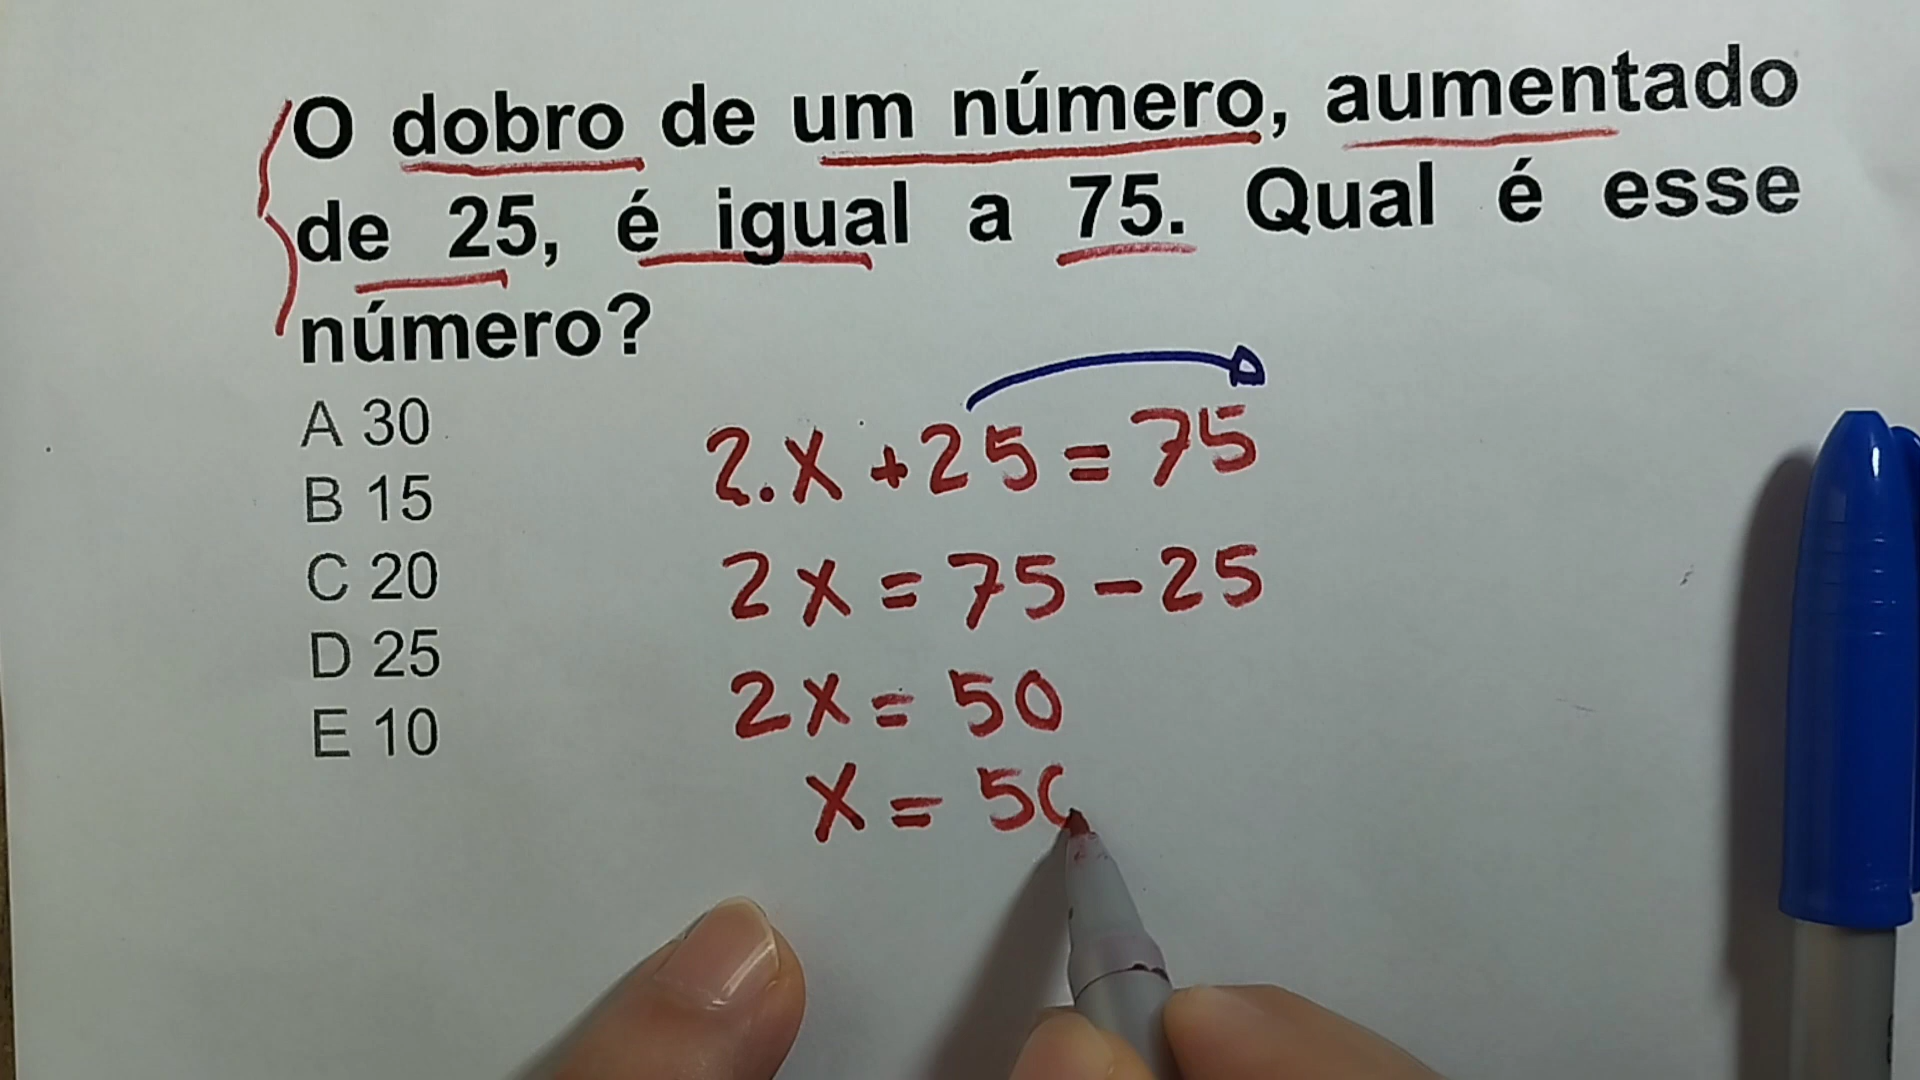 O dobro de um número, aumentado
de 25, é igual a 75. Qual é esse
número?
A 30
B 15
C 20
D 25
E 10
2.x + 25 = 75
2x = 75 - 25
2x = 50
x = 50